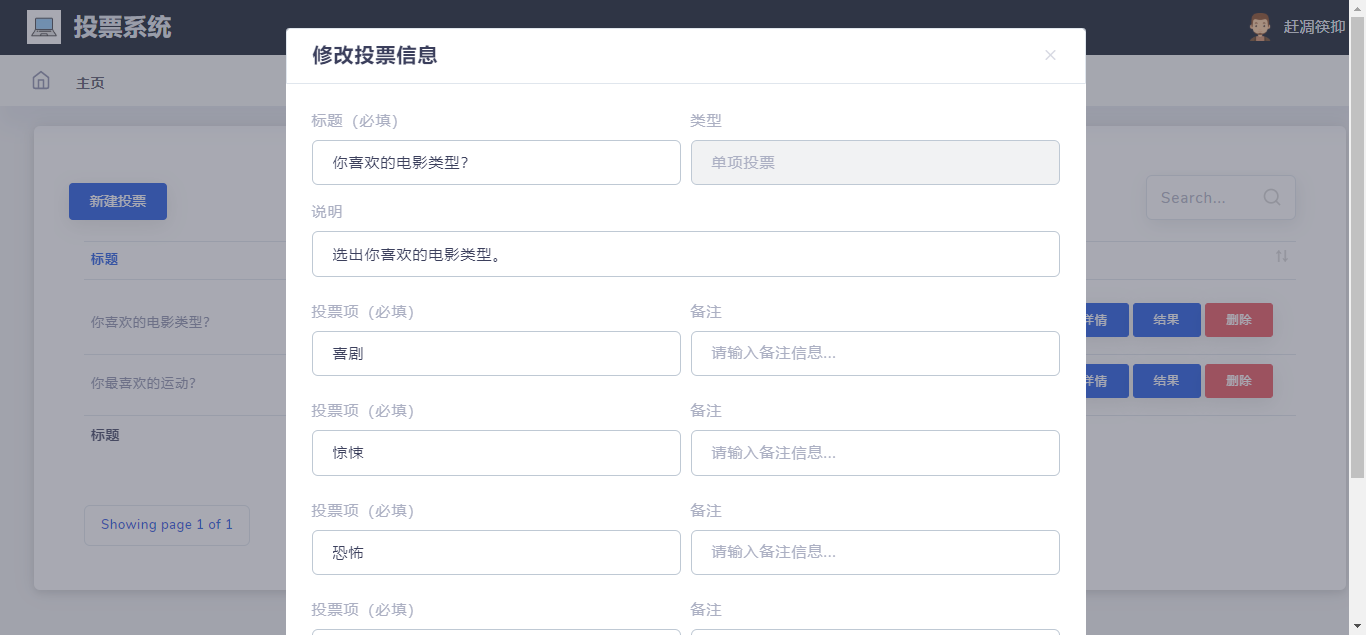 投票系统
赶凋筷抑
主页
修改投票信息
×
标题（必填） 类型
你喜欢的电影类型? 单项投票
说明
选出你喜欢的电影类型。
投票项（必填） 备注
喜剧 请输入备注信息...
投票项（必填） 备注
惊悚 请输入备注信息...
投票项（必填） 备注
恐怖 请输入备注信息...
投票项（必填） 备注
新建投票
Search...
标题
你喜欢的电影类型? 详情 结果 删除
你最喜欢的运动? 详情 结果 删除
标题
Showing page 1 of 1